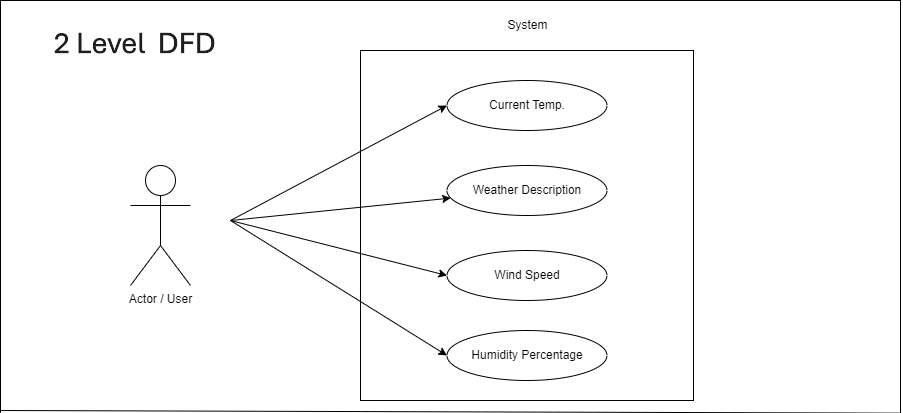 System
2 Level DFD
Current Temp.
Weather Description
Wind Speed
Actor / User
Humidity Percentage